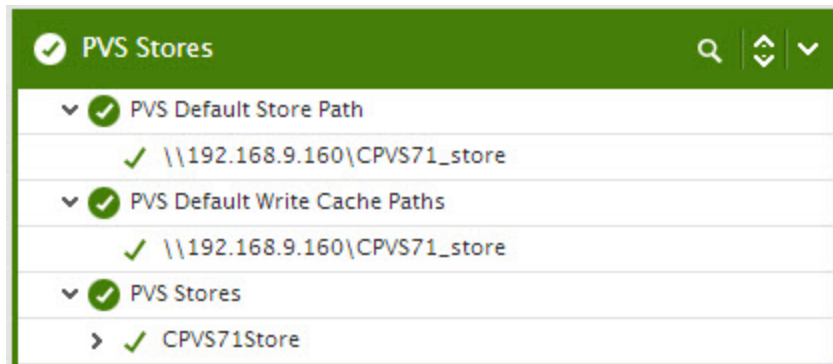 PVS Stores
PVS Default Store Path
\\192.168.9.160\CPVS71_store
PVS Default Write Cache Paths
\\192.168.9.160\CPVS71_store
PVS Stores
CPVS71Store